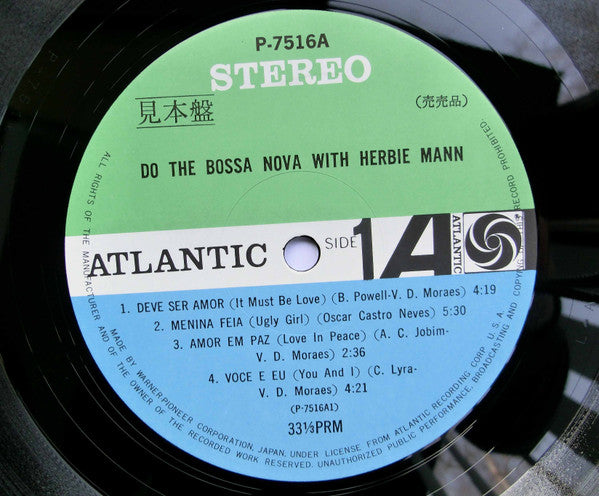 P-7516A
STEREO
見本盤
(売売品)
DO THE BOSSA NOVA WITH HERBIE MANN
ATLANTIC
SIDE 1A
ATLANTIC
1. DEVE SER AMOR (It Must Be Love) (B. Powell-V. D. Moraes) 4:19
2. MENINA FEIA (Ugly Girl) (Oscar Castro Neves) 5:30
3. AMOR EM PAZ (Love In Peace) (A. C. Jobim-
V. D. Moraes) 2:36
4. VOCE E EU (You And I) (C. Lyra-
V. D. Moraes) 4:21
(P-7516A1)
33⅓PRM
ALL RIGHTS OF THE MANUFACTURER AND OF THE OWNER OF THE RECORDED WORK RESERVED. UNAUTHORIZED PUBLIC PERFORMANCE, BROADCASTING AND COPYING OF THIS RECORD PROHIBITED.
MADE BY WARNER-PIONEER CORPORATION, JAPAN, UNDER LICENSE FROM ATLANTIC RECORDING CORP. U.S.A.